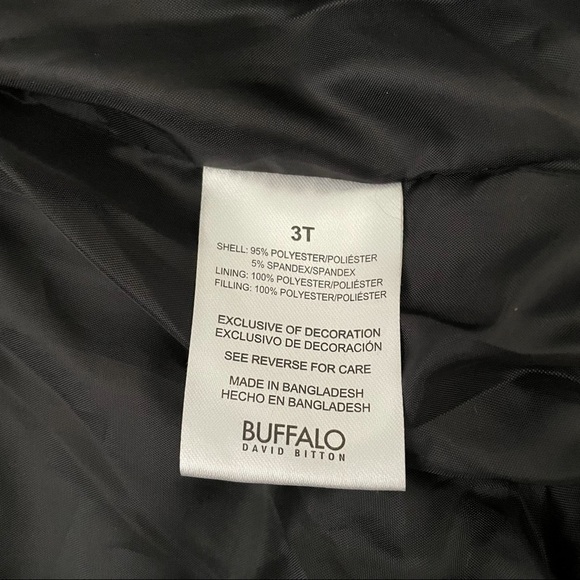 3T
SHELL: 95% POLYESTER/POLIÉSTER
5% SPANDEX/SPANDEX
LINING: 100% POLYESTER/POLIÉSTER
FILLING: 100% POLYESTER/POLIÉSTER
EXCLUSIVE OF DECORATION
EXCLUSIVO DE DECORACIÓN
SEE REVERSE FOR CARE
MADE IN BANGLADESH
HECHO EN BANGLADESH
BUFFALO
DAVID BITTON